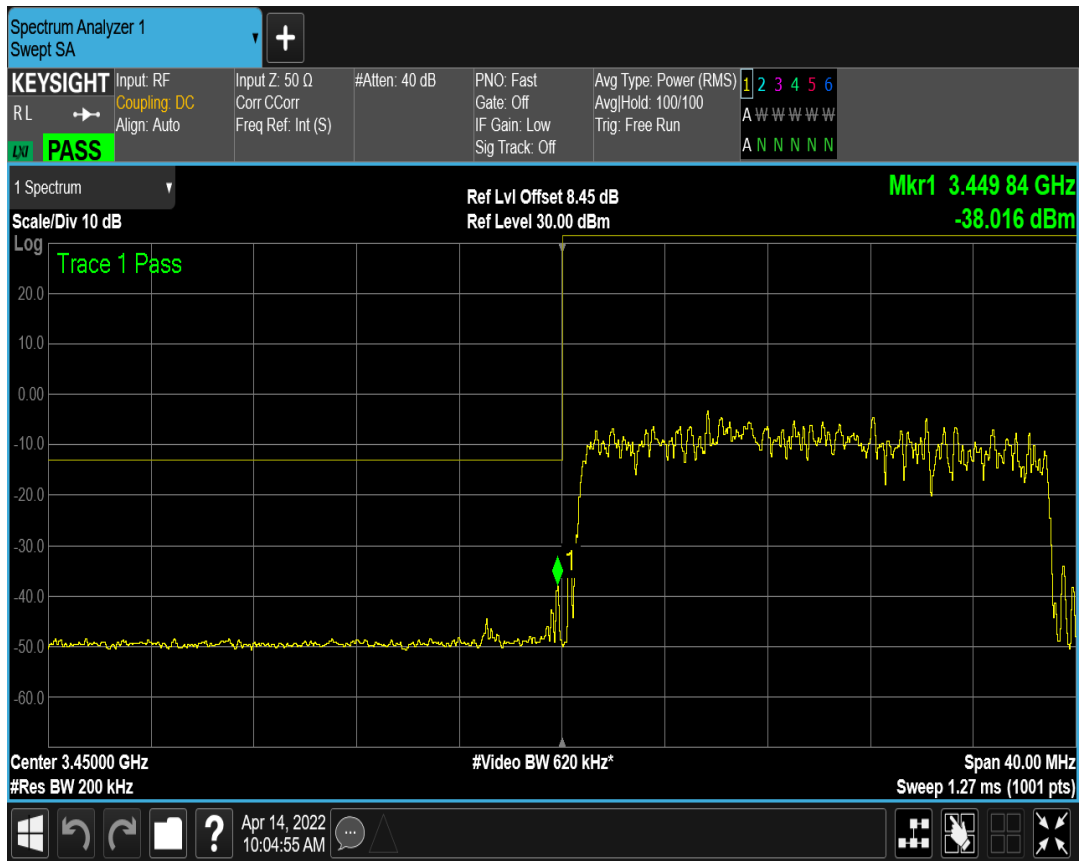 Spectrum Analyzer 1
Swept SA
+
KEYSIGHT Input: RF Input Z: 50 Ω #Atten: 40 dB PNO: Fast Avg Type: Power (RMS) 1 2 3 4 5 6
RL Coupling: DC Corr CCorr Gate: Off Avg|Hold: 100/100 A W W W W W
Align: Auto Freq Ref: Int (S) IF Gain: Low Trig: Free Run
LXI PASS Sig Track: Off A N N N N N
1 Spectrum Ref Lvl Offset 8.45 dB Mkr1 3.449 84 GHz
Scale/Div 10 dB Ref Level 30.00 dBm -38.016 dBm
Log
Trace 1 Pass
20.0
10.0
0.00
-10.0
-20.0
-30.0
1
-40.0
-50.0
-60.0
Center 3.45000 GHz #Video BW 620 kHz* Span 40.00 MHz
#Res BW 200 kHz Sweep 1.27 ms (1001 pts)
? Apr 14, 2022
10:04:55 AM